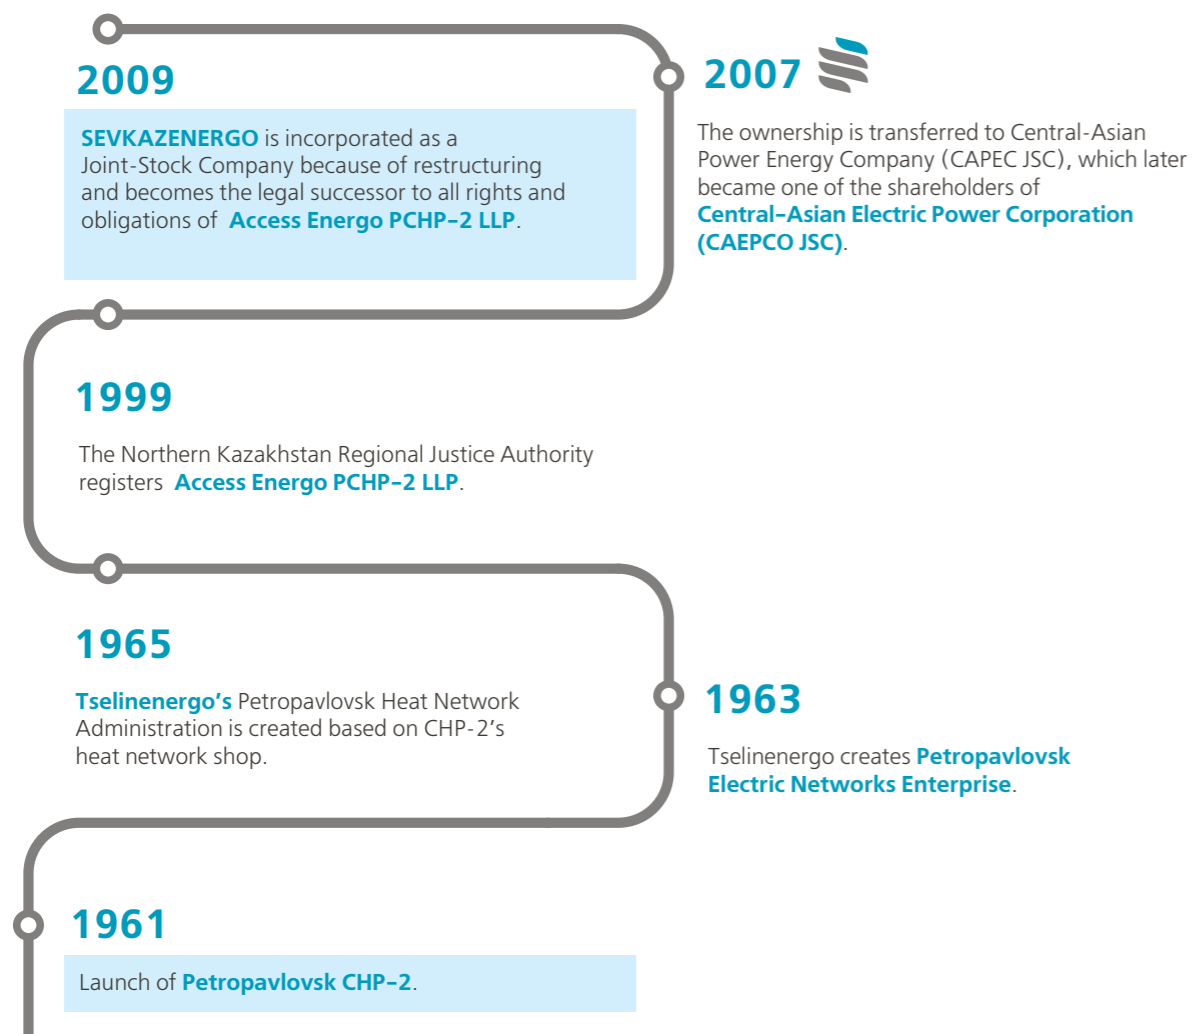 2009
SEVKAZENERGO is incorporated as a
Joint-Stock Company because of restructuring
and becomes the legal successor to all rights and
obligations of Access Energo PCHP-2 LLP.
2007
The ownership is transferred to Central-Asian
Power Energy Company (CAPEC JSC), which later
became one of the shareholders of
Central-Asian Electric Power Corporation
(CAEPCO JSC).
1999
The Northern Kazakhstan Regional Justice Authority
registers Access Energo PCHP-2 LLP.
1965
Tselinenergo's Petropavlovsk Heat Network
Administration is created based on CHP-2's
heat network shop.
1963
Tselinenergo creates Petropavlovsk
Electric Networks Enterprise.
1961
Launch of Petropavlovsk CHP-2.